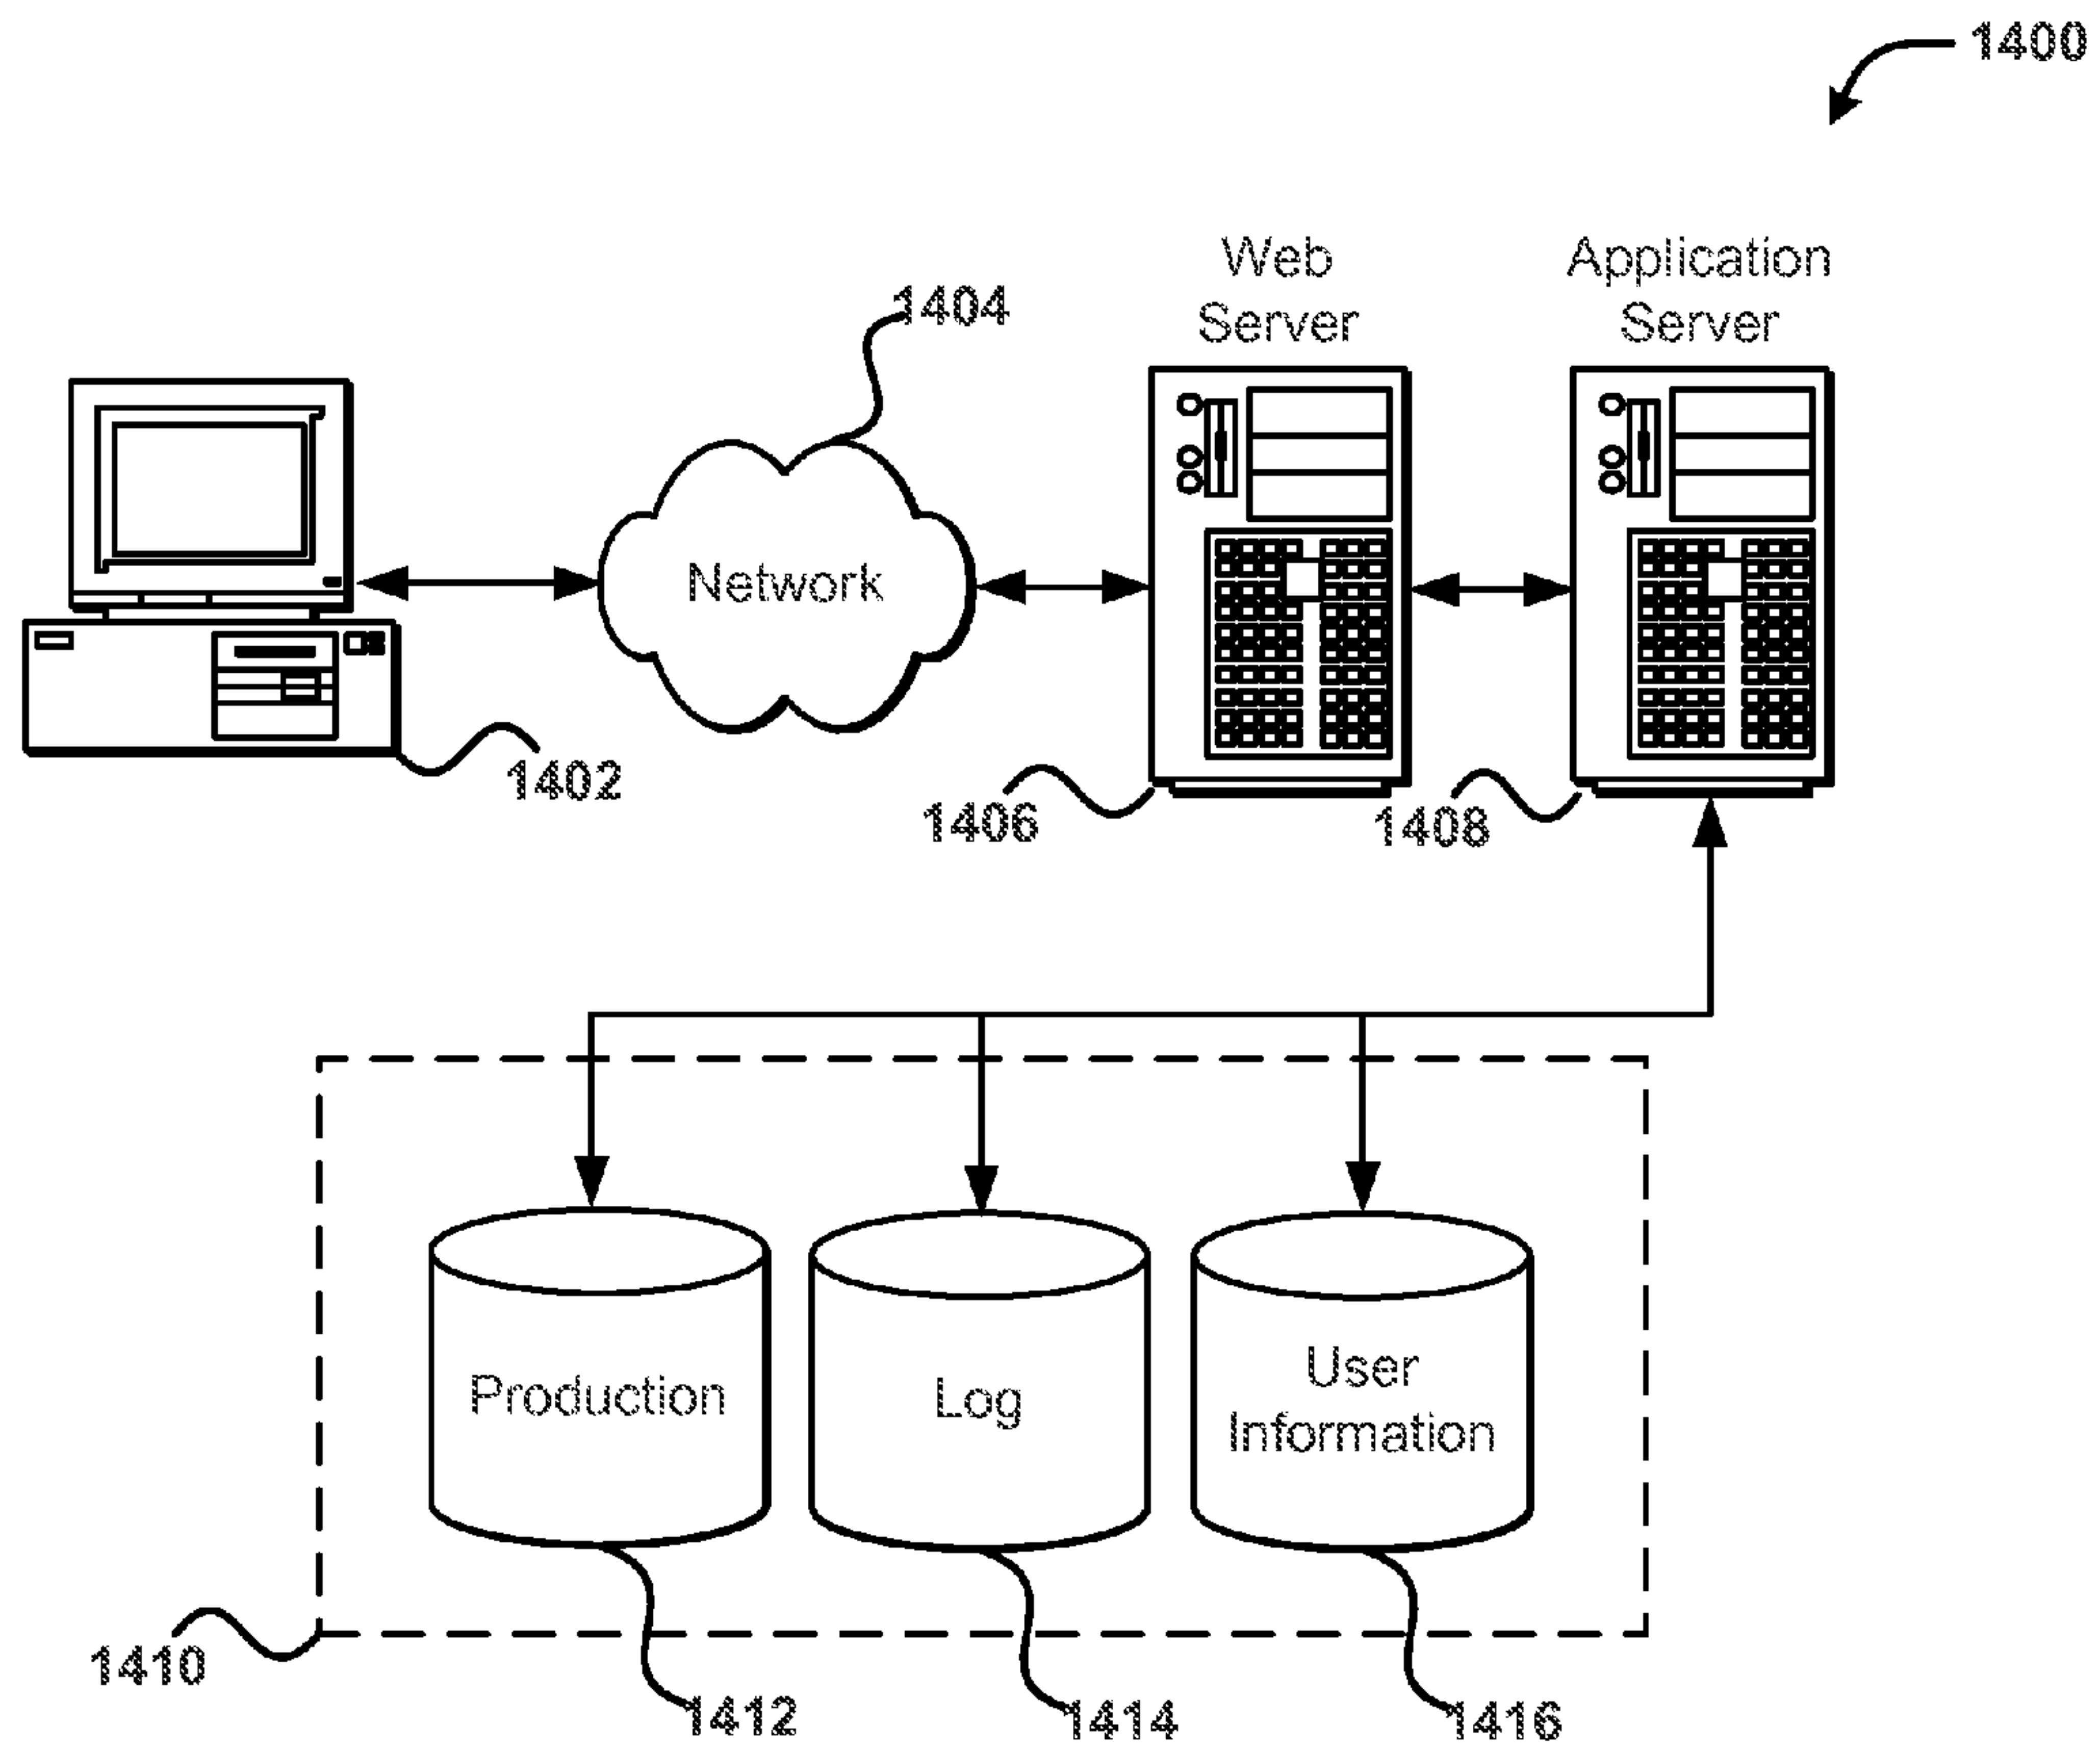 1400
Web
Server
Application
Server
1404
Network
1402
1406
1408
Production
Log
User
Information
1410
1412
1414
1416